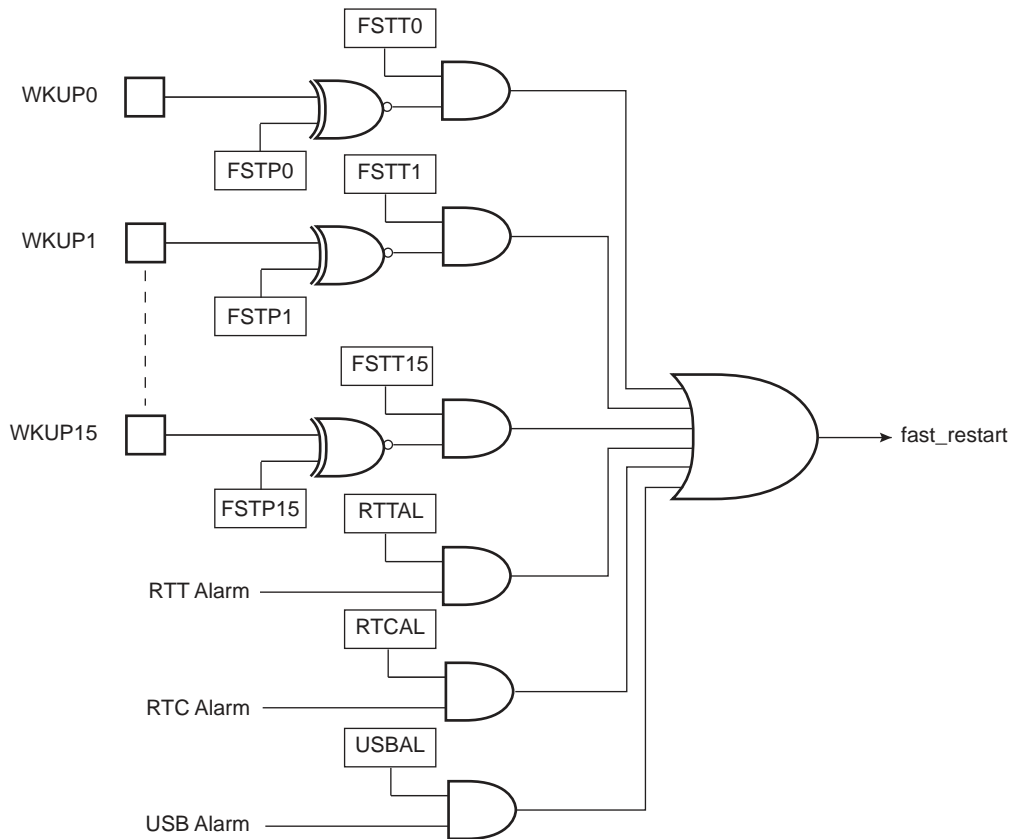 FSTT0
WKUP0
FSTP0
FSTT1
WKUP1
FSTP1
FSTT15
WKUP15
fast_restart
FSTP15
RTTAL
RTT Alarm
RTCAL
RTC Alarm
USBAL
USB Alarm